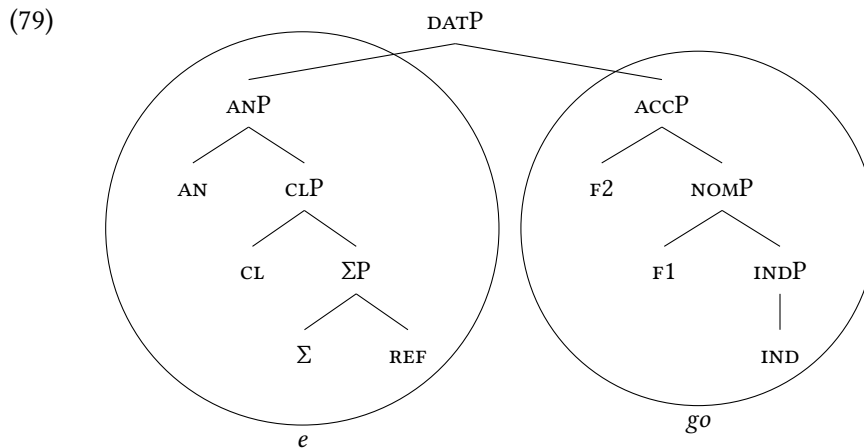 (79)
DATP
ANP ACCP
AN CLP F2 NOMP
CL ΣP F1 INDP
Σ REF IND
e go